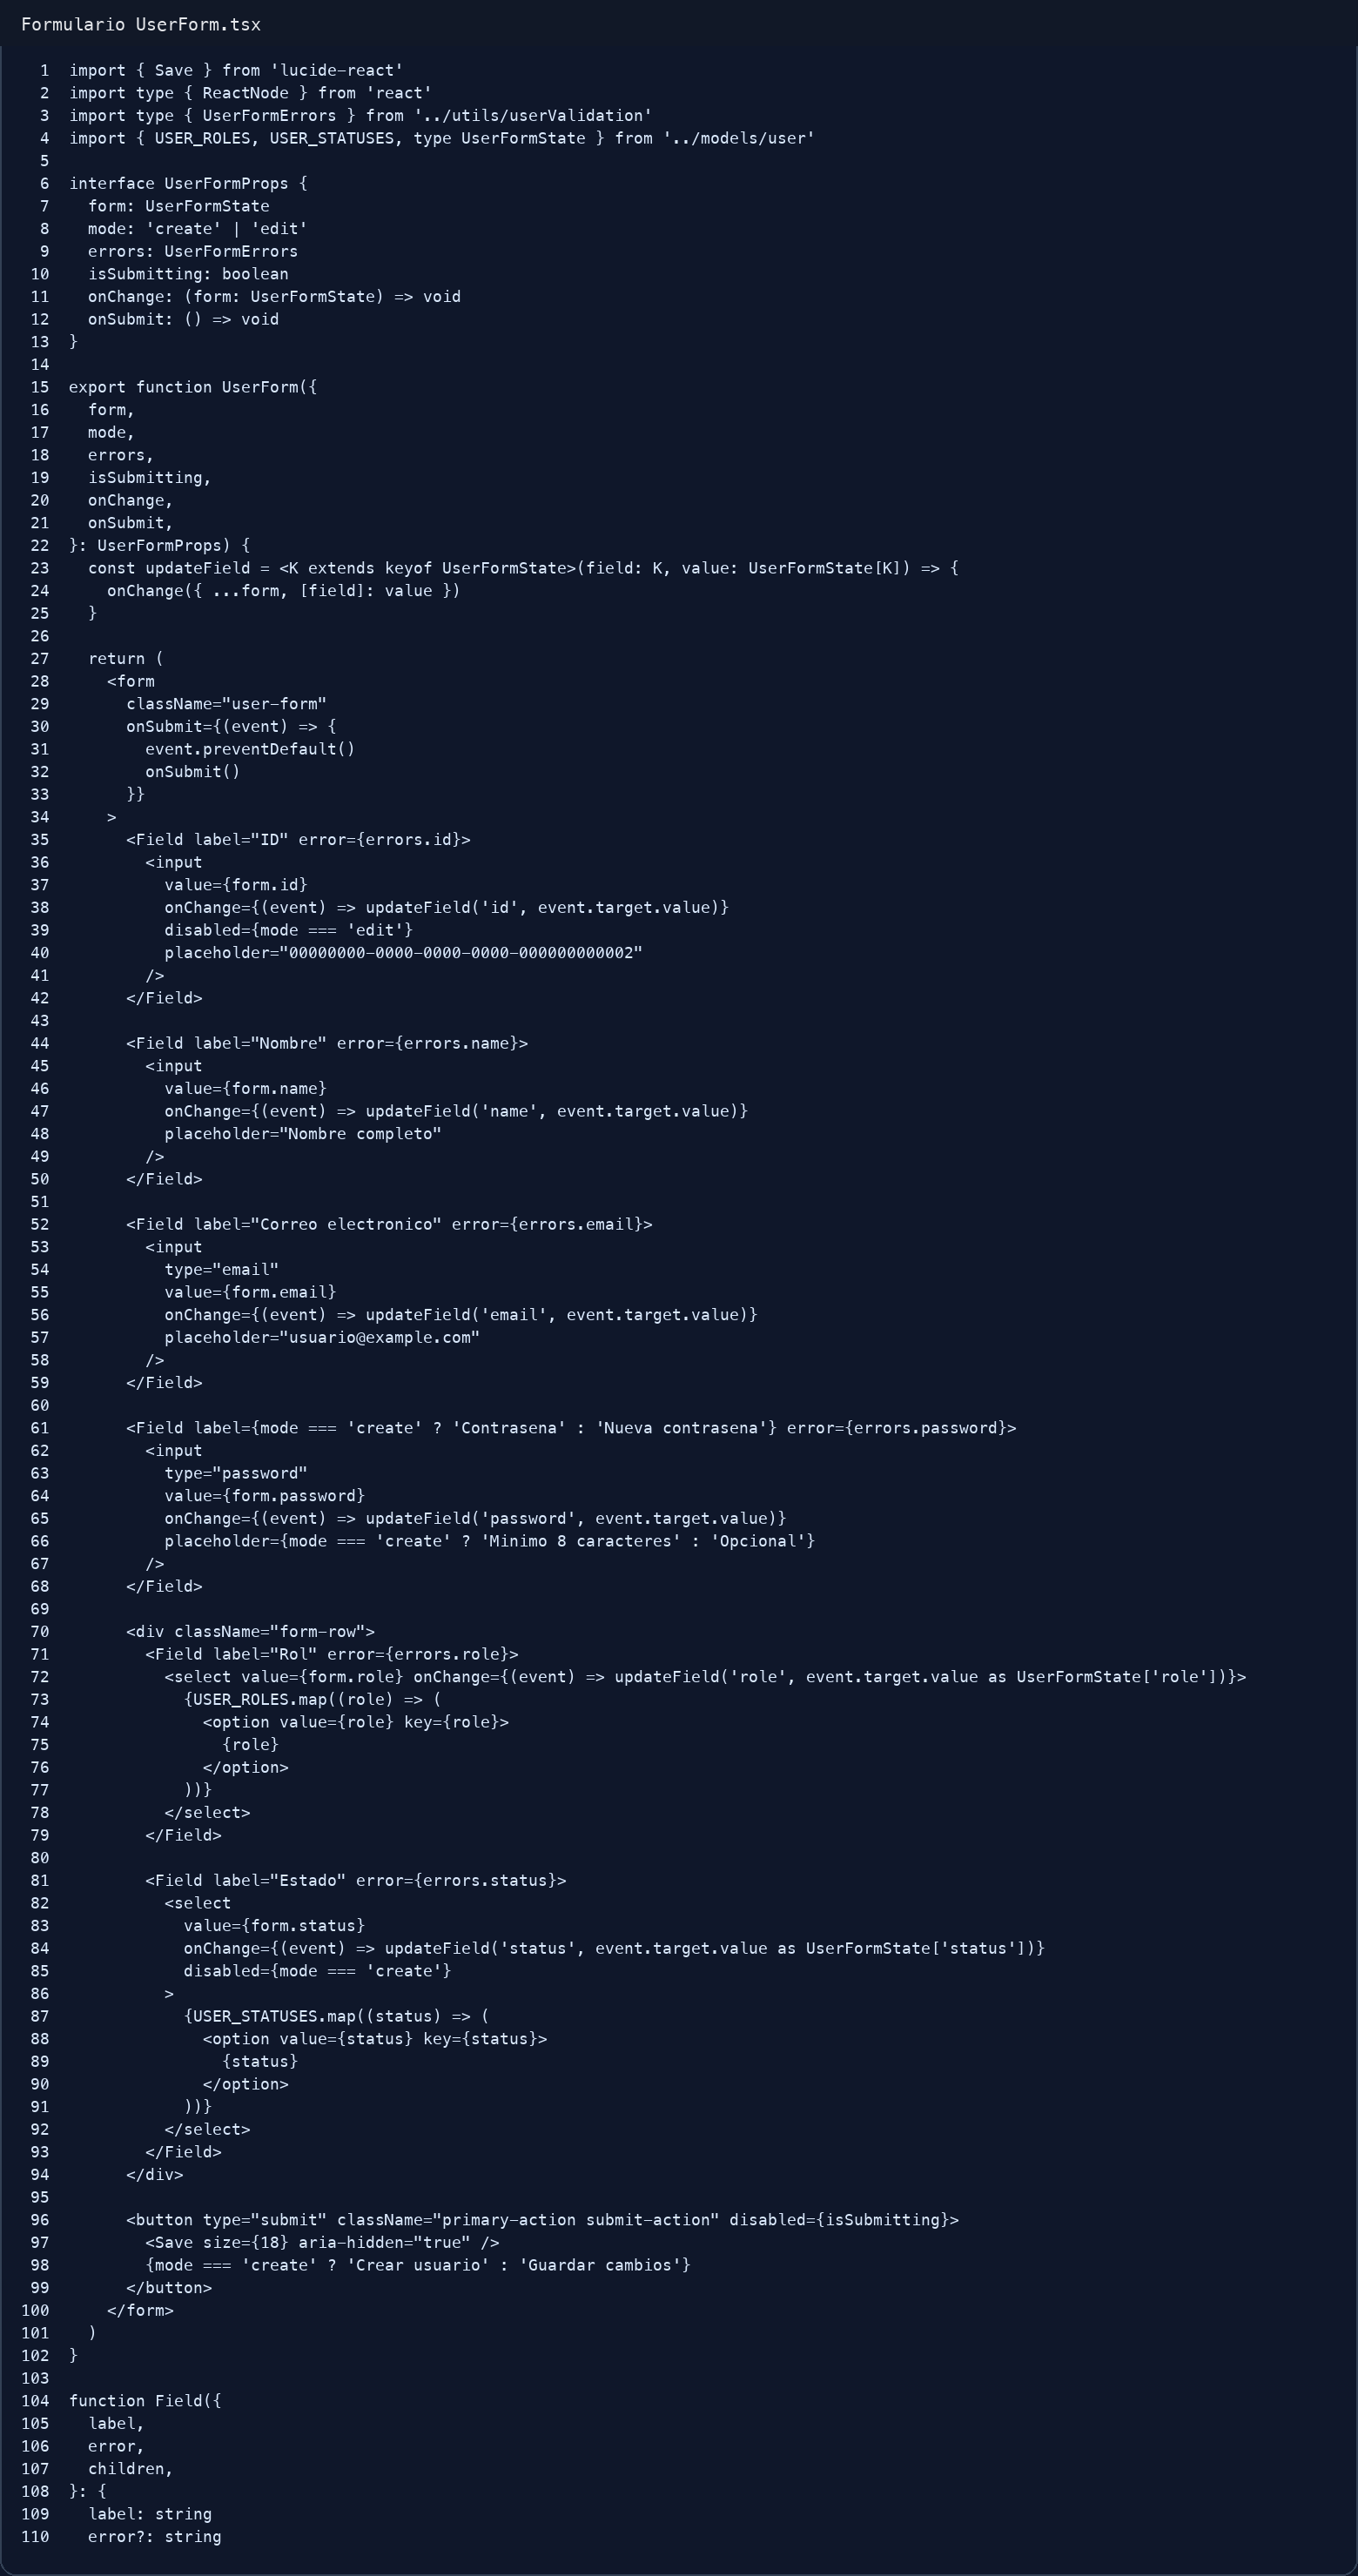 Formulario UserForm.tsx
1 import { Save } from 'lucide-react'
2 import type { ReactNode } from 'react'
3 import type { UserFormErrors } from '../utils/userValidation'
4 import { USER_ROLES, USER_STATUSES, type UserFormState } from '../models/user'
5
6 interface UserFormProps {
7   form: UserFormState
8   mode: 'create' | 'edit'
9   errors: UserFormErrors
10   isSubmitting: boolean
11   onChange: (form: UserFormState) => void
12   onSubmit: () => void
13 }
14
15 export function UserForm({
16   form,
17   mode,
18   errors,
19   isSubmitting,
20   onChange,
21   onSubmit,
22 }: UserFormProps) {
23   const updateField = <K extends keyof UserFormState>(field: K, value: UserFormState[K]) => {
24     onChange({ ...form, [field]: value })
25   }
26
27   return (
28     <form
29       className="user-form"
30       onSubmit={(event) => {
31         event.preventDefault()
32         onSubmit()
33       }}
34     >
35       <Field label="ID" error={errors.id}>
36         <input
37           value={form.id}
38           onChange={(event) => updateField('id', event.target.value)}
39           disabled={mode === 'edit'}
40           placeholder="00000000-0000-0000-0000-000000000002"
41         />
42       </Field>
43
44       <Field label="Nombre" error={errors.name}>
45         <input
46           value={form.name}
47           onChange={(event) => updateField('name', event.target.value)}
48           placeholder="Nombre completo"
49         />
50       </Field>
51
52       <Field label="Correo electronico" error={errors.email}>
53         <input
54           type="email"
55           value={form.email}
56           onChange={(event) => updateField('email', event.target.value)}
57           placeholder="usuario@example.com"
58         />
59       </Field>
60
61       <Field label={mode === 'create' ? 'Contrasena' : 'Nueva contrasena'} error={errors.password}>
62         <input
63           type="password"
64           value={form.password}
65           onChange={(event) => updateField('password', event.target.value)}
66           placeholder={mode === 'create' ? 'Minimo 8 caracteres' : 'Opcional'}
67         />
68       </Field>
69
70       <div className="form-row">
71         <Field label="Rol" error={errors.role}>
72           <select value={form.role} onChange={(event) => updateField('role', event.target.value as UserFormState['role'])}>
73             {USER_ROLES.map((role) => (
74               <option value={role} key={role}>
75                 {role}
76               </option>
77             ))}
78           </select>
79         </Field>
80
81         <Field label="Estado" error={errors.status}>
82           <select
83             value={form.status}
84             onChange={(event) => updateField('status', event.target.value as UserFormState['status'])}
85             disabled={mode === 'create'}
86           >
87             {USER_STATUSES.map((status) => (
88               <option value={status} key={status}>
89                 {status}
90               </option>
91             ))}
92           </select>
93         </Field>
94       </div>
95
96       <button type="submit" className="primary-action submit-action" disabled={isSubmitting}>
97         <Save size={18} aria-hidden="true" />
98         {mode === 'create' ? 'Crear usuario' : 'Guardar cambios'}
99       </button>
100     </form>
101   )
102 }
103
104 function Field({
105   label,
106   error,
107   children,
108 }: {
109   label: string
110   error?: string